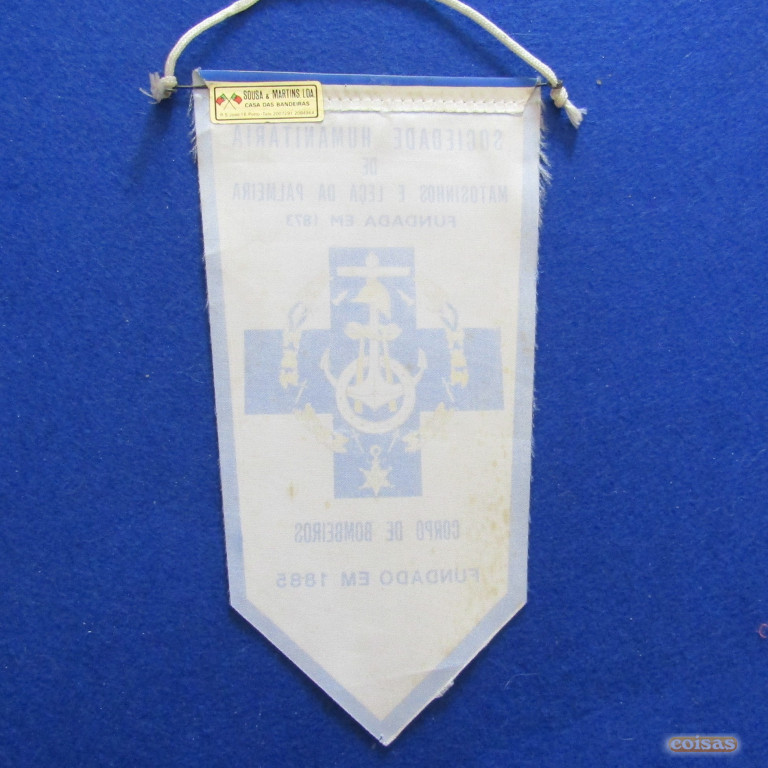 SOUSA & MARTINS LDA.
CASA DAS BANDEIRAS
SOCIEDADE HUMANITARIA
DE
MATOSINHOS E LEÇA DA PALMEIRA
FUNDADA EM 1873
CORPO DE BOMBEIROS
FUNDADO EM 1885
coisas